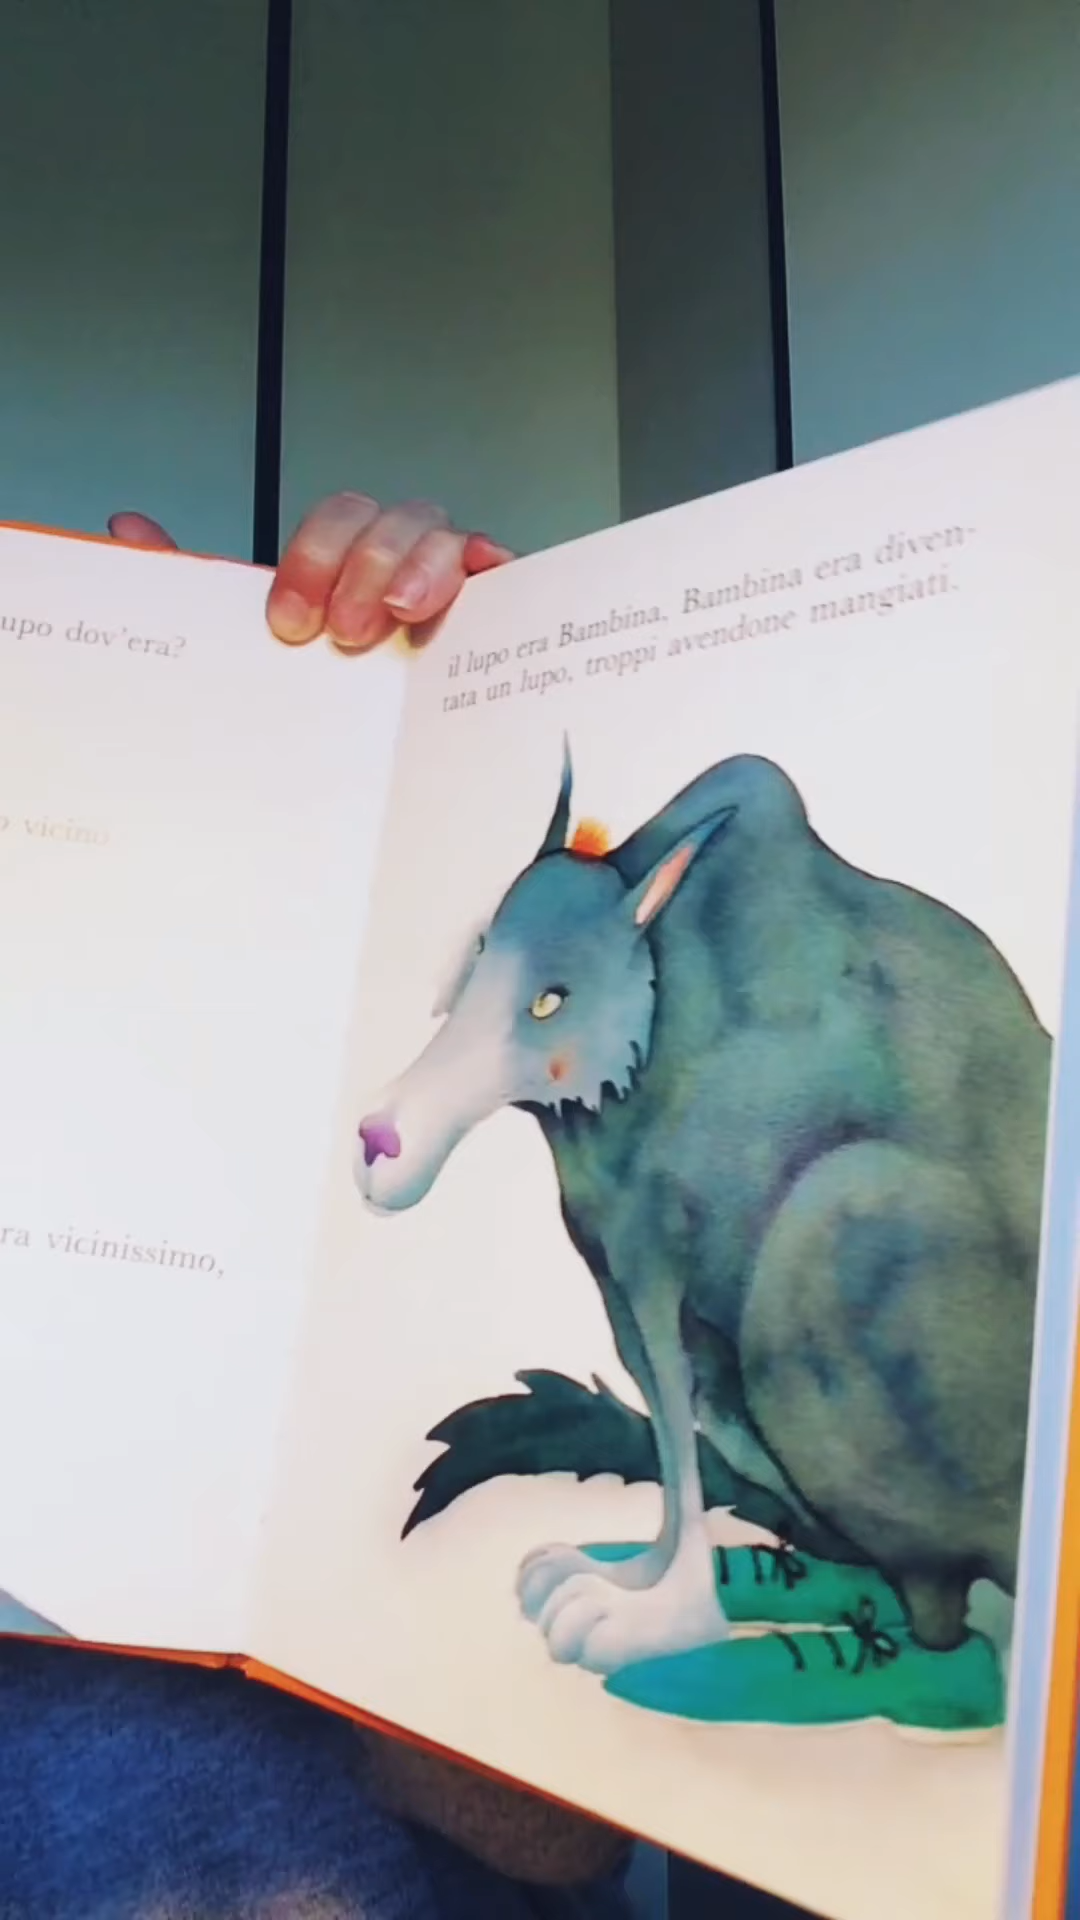 upo dov'era?
o vicino
ra vicinissimo,
il lupo era Bambina. Bambina era diven-
tata un lupo, troppi avendone mangiati.